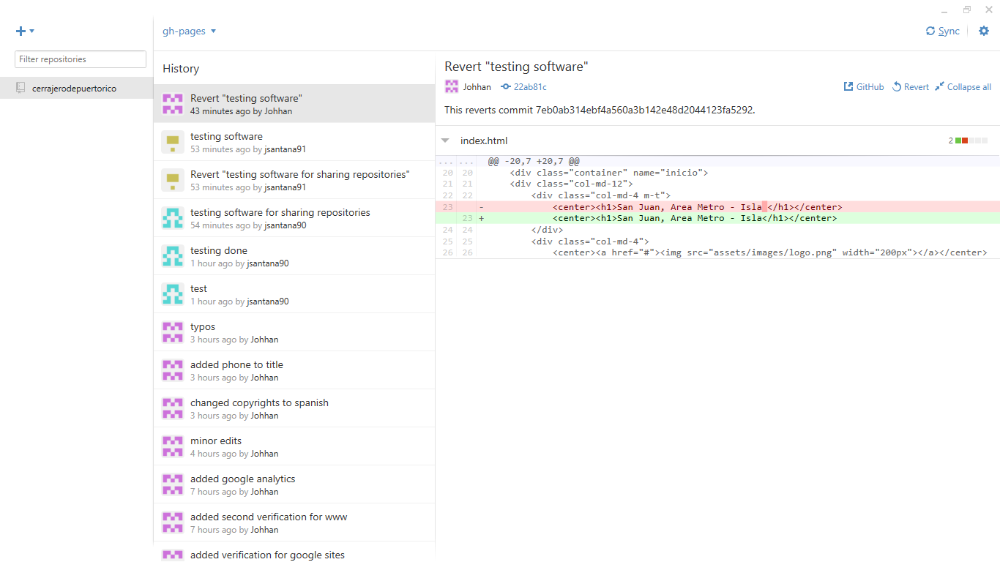 gh-pages
Sync
Filter repositories
cerrajerodepuertorico
History
Revert "testing software"
43 minutes ago by Johhan
testing software
53 minutes ago by jsantana91
Revert "testing software for sharing repositories"
53 minutes ago by jsantana91
testing software for sharing repositories
54 minutes ago by jsantana90
testing done
1 hour ago by jsantana90
test
1 hour ago by jsantana90
typos
3 hours ago by Johhan
added phone to title
3 hours ago by Johhan
changed copyrights to spanish
3 hours ago by Johhan
minor edits
4 hours ago by Johhan
added google analytics
7 hours ago by Johhan
added second verification for www
7 hours ago by Johhan
added verification for google sites
Revert "testing software"
Johhan 22ab81c GitHub Revert Collapse all
This reverts commit 7eb0ab314ebf4a560a3b142e48d2044123fa5292.
index.html 2
... ... @@ -20,7 +20,7 @@
20 20 <div class="container" name="inicio">
21 21 <div class="col-md-12">
22 22 <div class="col-md-4 m-t">
23 - <center><h1>San Juan, Area Metro - Isla </h1></center>
23 + <center><h1>San Juan, Area Metro - Isla</h1></center>
24 24 </div>
25 25 <div class="col-md-4">
26 26 <center><a href="#"><img src="assets/images/logo.png" width="200px"></a></center>